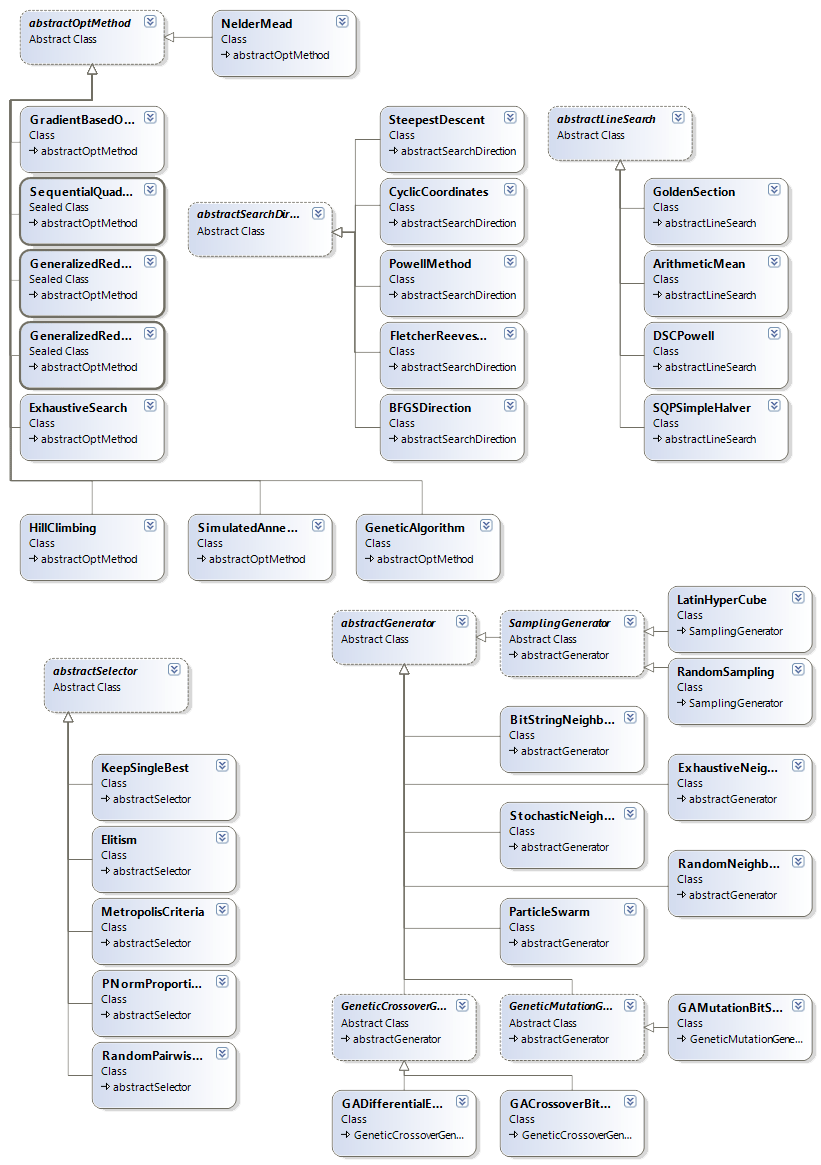 abstractOptMethod
Abstract Class
NelderMead
Class
abstractOptMethod
GradientBasedO...
Class
abstractOptMethod
SequentialQuad...
Sealed Class
abstractOptMethod
GeneralizedRed...
Sealed Class
abstractOptMethod
GeneralizedRed...
Sealed Class
abstractOptMethod
ExhaustiveSearch
Class
abstractOptMethod
abstractSearchDir...
Abstract Class
SteepestDescent
Class
abstractSearchDirection
CyclicCoordinates
Class
abstractSearchDirection
PowellMethod
Class
abstractSearchDirection
FletcherReeves...
Class
abstractSearchDirection
BFGSDirection
Class
abstractSearchDirection
abstractLineSearch
Abstract Class
GoldenSection
Class
abstractLineSearch
ArithmeticMean
Class
abstractLineSearch
DSCPowell
Class
abstractLineSearch
SQPSimpleHalver
Class
abstractLineSearch
HillClimbing
Class
abstractOptMethod
SimulatedAnne...
Class
abstractOptMethod
GeneticAlgorithm
Class
abstractOptMethod
abstractSelector
Abstract Class
KeepSingleBest
Class
abstractSelector
Elitism
Class
abstractSelector
MetropolisCriteria
Class
abstractSelector
PNormProporti...
Class
abstractSelector
RandomPairwis...
Class
abstractSelector
abstractGenerator
Abstract Class
SamplingGenerator
Abstract Class
abstractGenerator
LatinHyperCube
Class
SamplingGenerator
RandomSampling
Class
SamplingGenerator
BitStringNeighb...
Class
abstractGenerator
ExhaustiveNeig...
Class
abstractGenerator
StochasticNeigh...
Class
abstractGenerator
RandomNeighb...
Class
abstractGenerator
ParticleSwarm
Class
abstractGenerator
GeneticCrossoverG...
Abstract Class
abstractGenerator
GeneticMutationG...
Abstract Class
abstractGenerator
GAMutationBitS...
Class
GeneticMutationGene...
GADifferentialE...
Class
GeneticCrossoverGen...
GACrossoverBit...
Class
GeneticCrossoverGen...